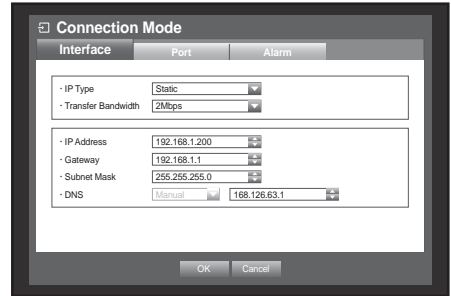 Connection Mode
Interface Port Alarm
· IP Type Static
· Transfer Bandwidth 2Mbps
· IP Address 192.168.1.200
· Gateway 192.168.1.1
· Subnet Mask 255.255.255.0
· DNS Manual 168.126.63.1
OK Cancel